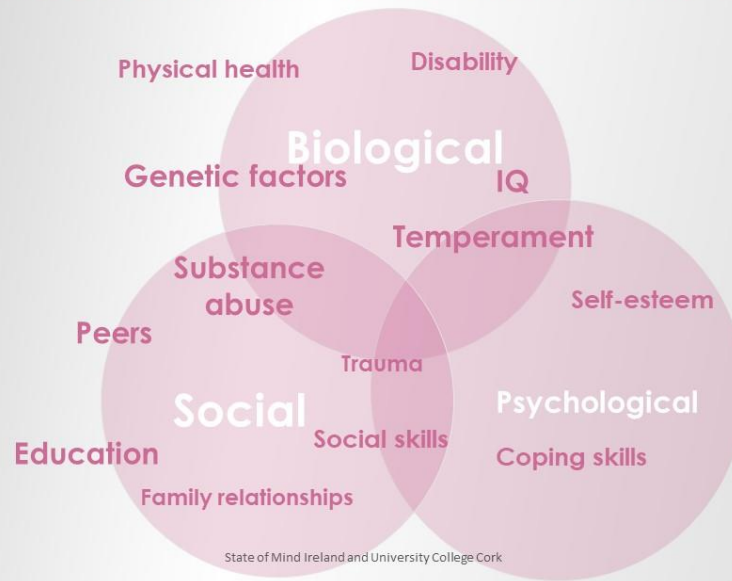 Physical health
Disability
Biological
Genetic factors
IQ
Temperament
Substance
abuse
Self-esteem
Peers
Trauma
Social
Psychological
Social skills
Education
Coping skills
Family relationships
State of Mind Ireland and University College Cork